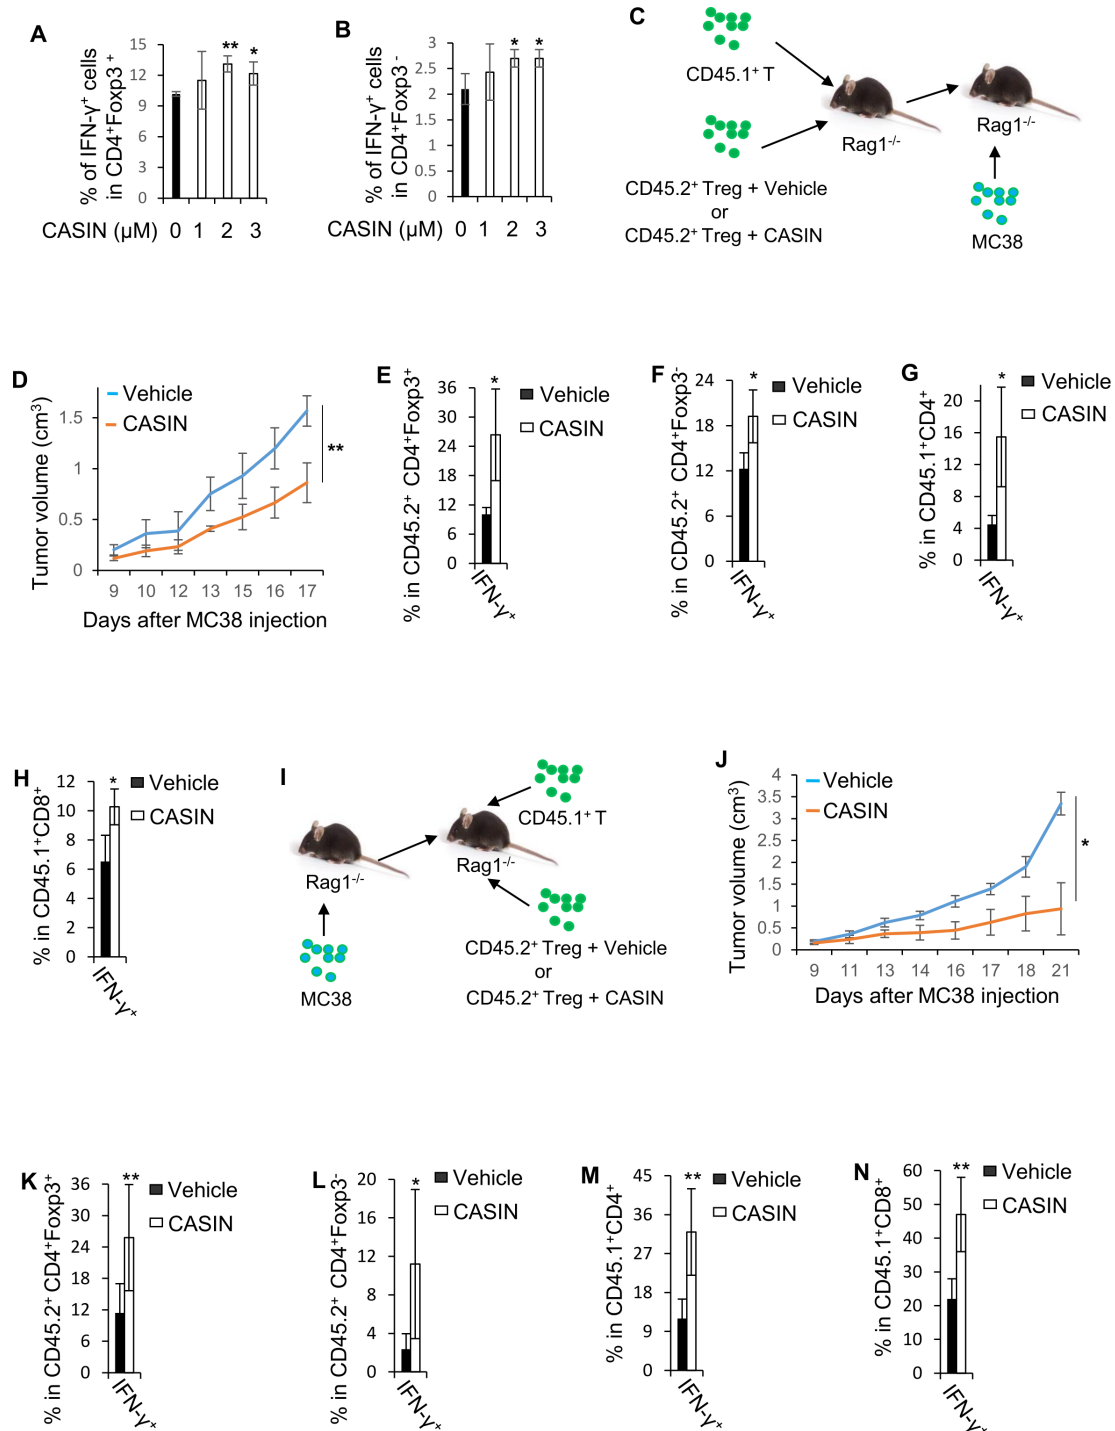 A
% of IFN-γ⁺ cells
in CD4⁺Foxp3⁺
15
12
9
6
3
0
CASIN (μM) 0 1 2 3
** *
B
% of IFN-γ⁺ cells
in CD4⁺Foxp3⁻
3
2.5
2
1.5
1
0.5
0
CASIN (μM) 0 1 2 3
* *
C
CD45.1⁺ T
CD45.2⁺ Treg + Vehicle
or
CD45.2⁺ Treg + CASIN
Rag1⁻/⁻
Rag1⁻/⁻
MC38
D
Tumor volume (cm³)
Vehicle
CASIN
1.5
1
0.5
0
**
9 10 12 13 15 16 17
Days after MC38 injection
E
% in CD45.2⁺ CD4⁺Foxp3⁺
36
30
24
18
12
6
0
*
Vehicle
CASIN
IFN-γ⁺
F
% in CD45.2⁺ CD4⁺Foxp3⁻
24
18
12
6
0
*
Vehicle
CASIN
IFN-γ⁺
G
% in CD45.1⁺CD4⁺
20
16
12
8
4
0
*
Vehicle
CASIN
IFN-γ⁺
H
% in CD45.1⁺CD8⁺
12
10
8
6
4
2
0
*
Vehicle
CASIN
IFN-γ⁺
I
Rag1⁻/⁻
MC38
Rag1⁻/⁻
CD45.1⁺ T
CD45.2⁺ Treg + Vehicle
or
CD45.2⁺ Treg + CASIN
J
Tumor volume (cm³)
4
3.5
3
2.5
2
1.5
1
0.5
0
Vehicle
CASIN
*
9 11 13 14 16 17 18 21
Days after MC38 injection
K
% in CD45.2⁺ CD4⁺Foxp3⁺
36
30
24
18
12
6
0
**
Vehicle
CASIN
IFN-γ⁺
L
% in CD45.2⁺ CD4⁺Foxp3⁻
20
16
12
8
4
0
*
Vehicle
CASIN
IFN-γ⁺
M
% in CD45.1⁺CD4⁺
45
36
27
18
9
0
**
Vehicle
CASIN
IFN-γ⁺
N
% in CD45.1⁺CD8⁺
60
50
40
30
20
10
0
**
Vehicle
CASIN
IFN-γ⁺